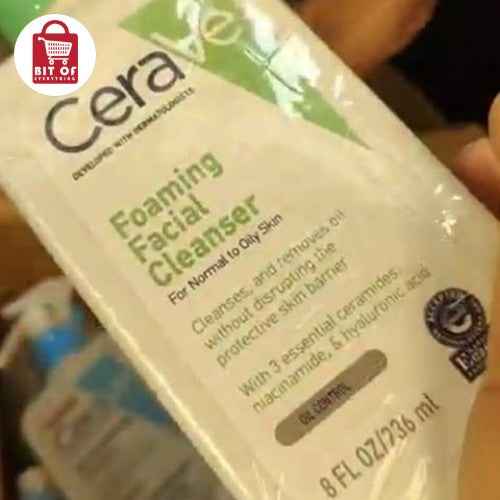 BIT OF
EVERYTHING
CeraVe
DEVELOPED WITH DERMATOLOGISTS
Foaming
Facial
Cleanser
For Normal to Oily Skin
Cleanses, and removes oil
without disrupting the
protective skin barrier
With 3 essential ceramides,
niacinamide, & hyaluronic acid
OIL CONTROL
8 FL OZ/236 ml